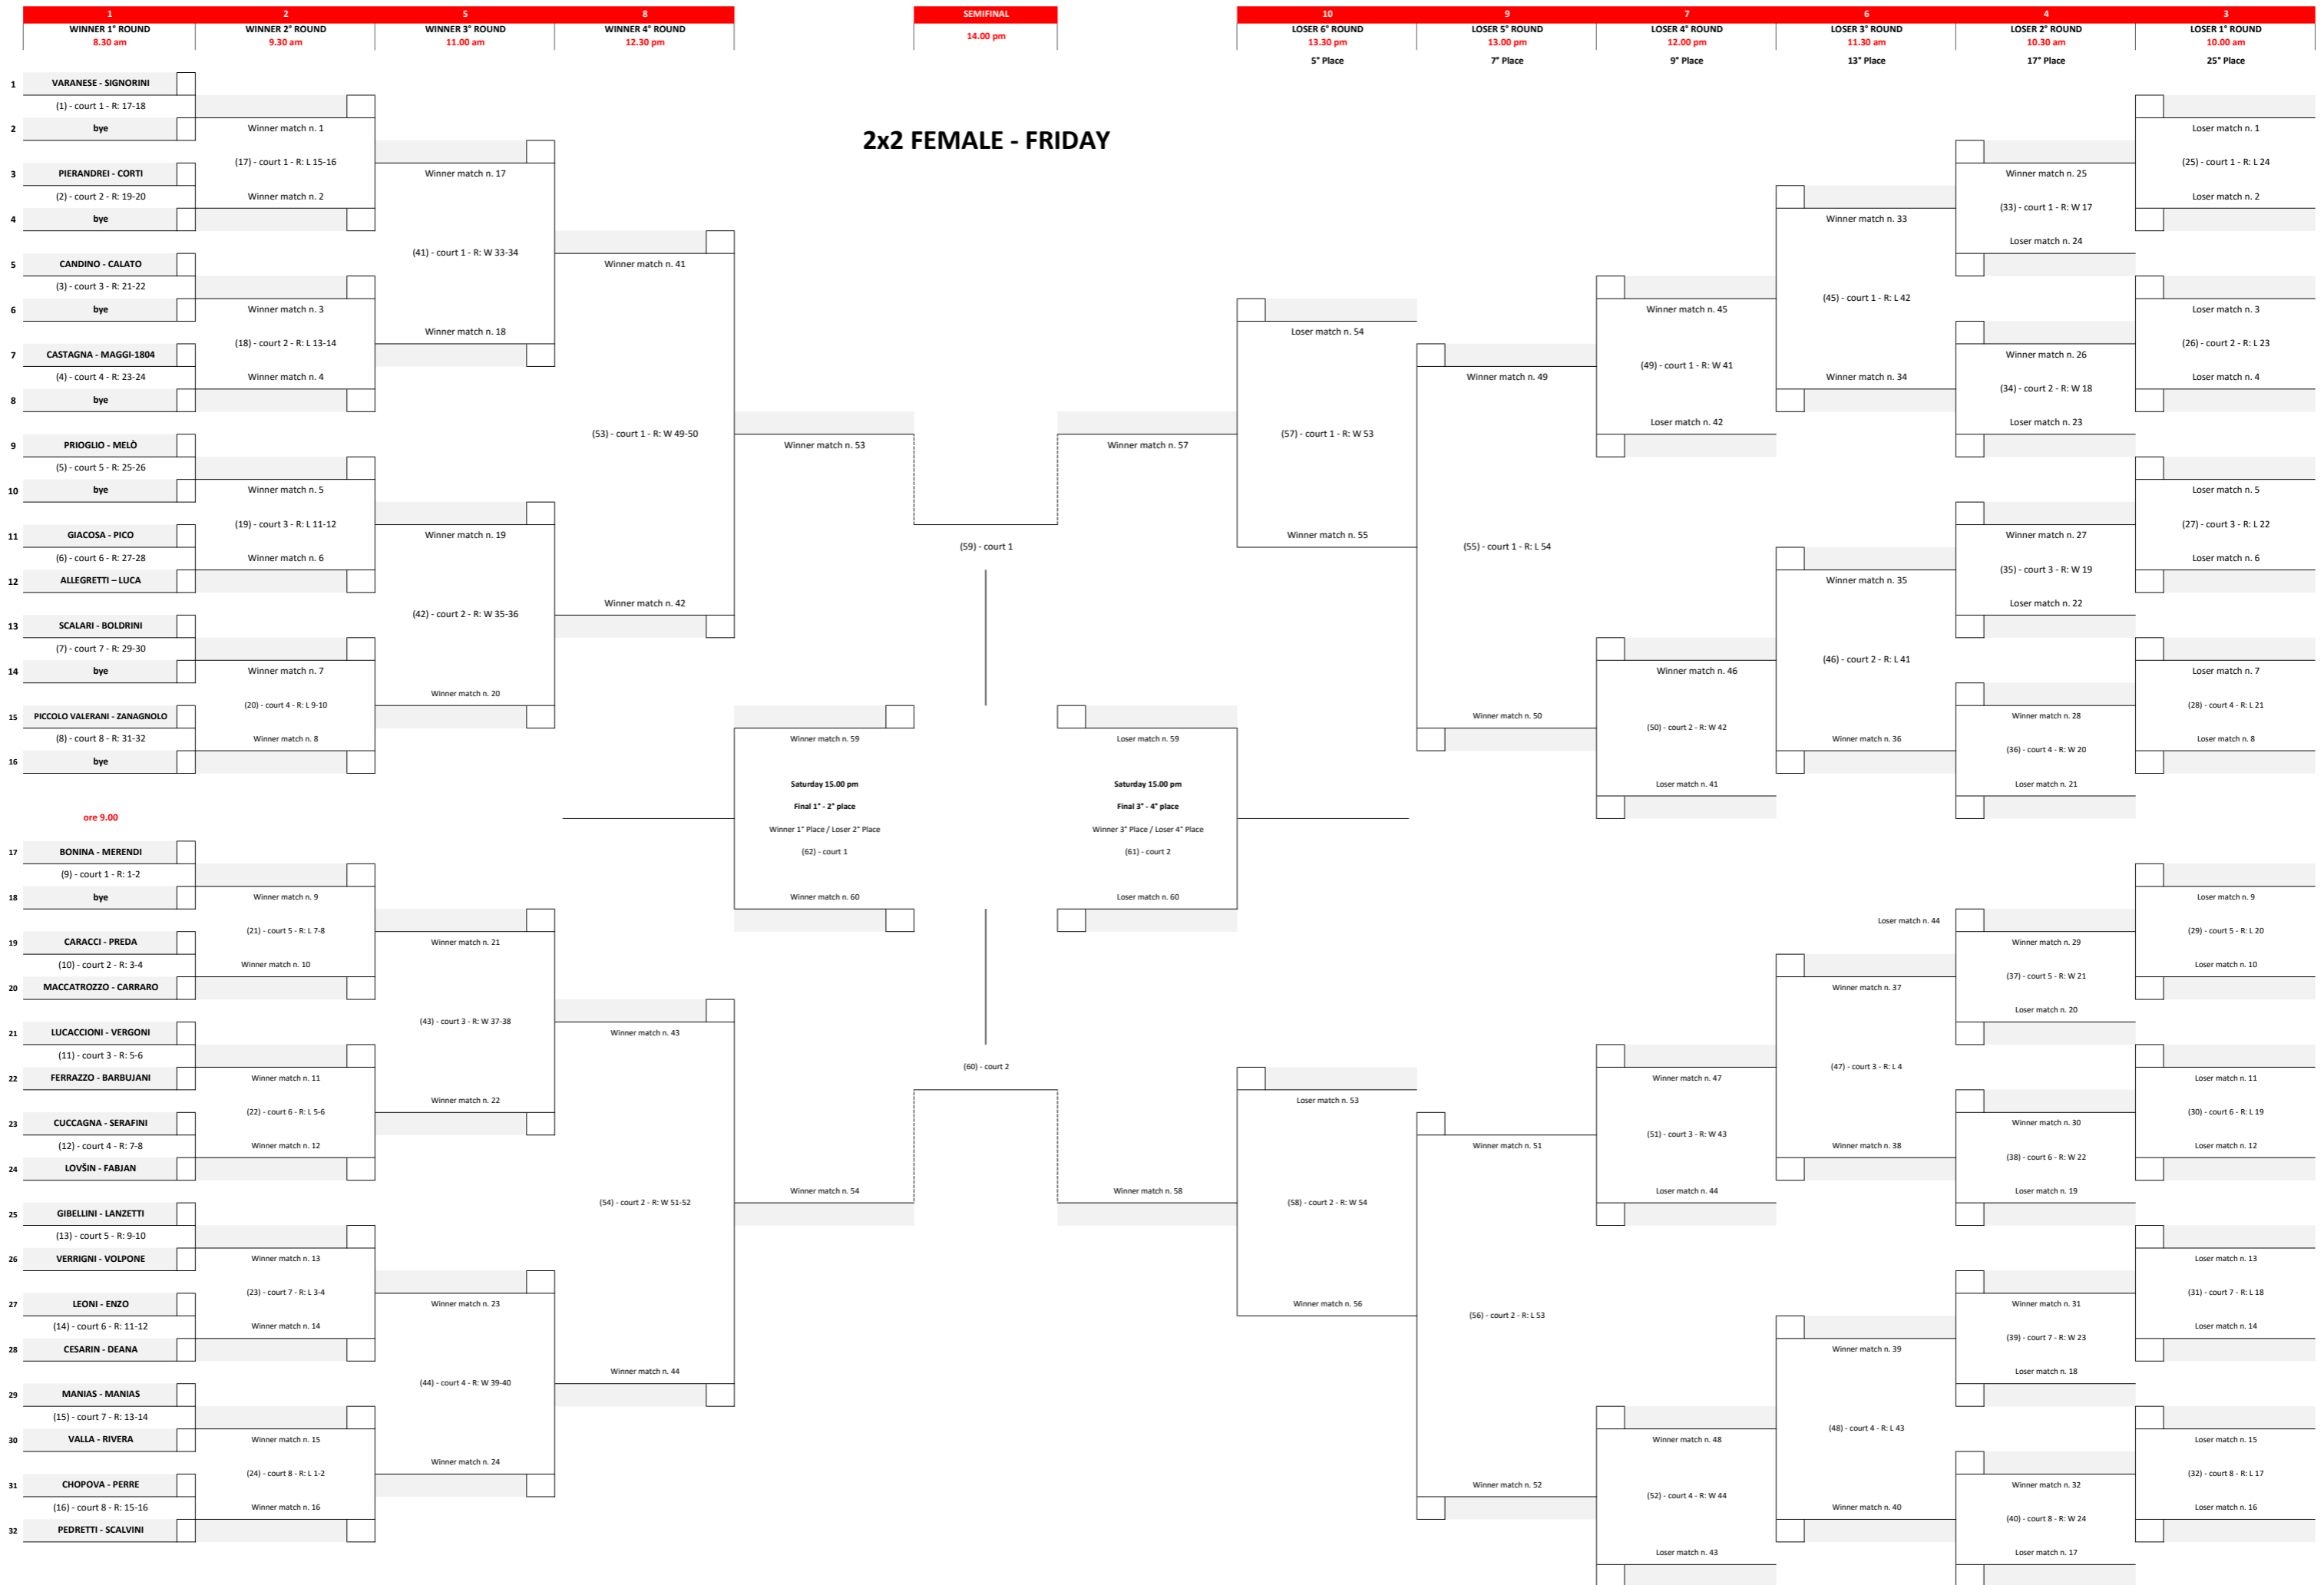 1 2 5 8 SEMIFINAL 10 9 7 6 4 3
WINNER 1° ROUND WINNER 2° ROUND WINNER 3° ROUND WINNER 4° ROUND LOSER 6° ROUND LOSER 5° ROUND LOSER 4° ROUND LOSER 3° ROUND LOSER 2° ROUND LOSER 1° ROUND
8.30 am 9.30 am 11.00 am 12.30 pm 14.00 pm 13.30 pm 13.00 pm 12.00 pm 11.30 am 10.30 am 10.00 am
5° Place 7° Place 9° Place 13° Place 17° Place 25° Place
2x2 FEMALE - FRIDAY
1 VARANESE - SIGNORINI
(1) - court 1 - R: 17-18
2 bye
3 PIERANDREI - CORTI
(2) - court 2 - R: 19-20
4 bye
5 CANDINO - CALATO
(3) - court 3 - R: 21-22
6 bye
7 CASTAGNA - MAGGI-1804
(4) - court 4 - R: 23-24
8 bye
9 PRIOGLIO - MELÒ
(5) - court 5 - R: 25-26
10 bye
11 GIACOSA - PICO
(6) - court 6 - R: 27-28
12 ALLEGRETTI – LUCA
13 SCALARI - BOLDRINI
(7) - court 7 - R: 29-30
14 bye
15 PICCOLO VALERANI - ZANAGNOLO
(8) - court 8 - R: 31-32
16 bye
ore 9.00
17 BONINA - MERENDI
(9) - court 1 - R: 1-2
18 bye
19 CARACCI - PREDA
(10) - court 2 - R: 3-4
20 MACCATROZZO - CARRARO
21 LUCACCIONI - VERGONI
(11) - court 3 - R: 5-6
22 FERRAZZO - BARBUJANI
23 CUCCAGNA - SERAFINI
(12) - court 4 - R: 7-8
24 LOVŠIN - FABJAN
25 GIBELLINI - LANZETTI
(13) - court 5 - R: 9-10
26 VERRIGNI - VOLPONE
27 LEONI - ENZO
(14) - court 6 - R: 11-12
28 CESARIN - DEANA
29 MANIAS - MANIAS
(15) - court 7 - R: 13-14
30 VALLA - RIVERA
31 CHOPOVA - PERRE
(16) - court 8 - R: 15-16
32 PEDRETTI - SCALVINI
Winner match n. 1
(17) - court 1 - R: L 15-16
Winner match n. 2
Winner match n. 3
(18) - court 2 - R: L 13-14
Winner match n. 4
Winner match n. 5
(19) - court 3 - R: L 11-12
Winner match n. 6
Winner match n. 7
(20) - court 4 - R: L 9-10
Winner match n. 8
Winner match n. 9
(21) - court 5 - R: L 7-8
Winner match n. 10
Winner match n. 11
(22) - court 6 - R: L 5-6
Winner match n. 12
Winner match n. 13
(23) - court 7 - R: L 3-4
Winner match n. 14
Winner match n. 15
(24) - court 8 - R: L 1-2
Winner match n. 16
Winner match n. 17
(41) - court 1 - R: W 33-34
Winner match n. 18
Winner match n. 19
(42) - court 2 - R: W 35-36
Winner match n. 20
Winner match n. 21
(43) - court 3 - R: W 37-38
Winner match n. 22
Winner match n. 23
(44) - court 4 - R: W 39-40
Winner match n. 24
Winner match n. 41
(53) - court 1 - R: W 49-50
Winner match n. 42
Winner match n. 43
(54) - court 2 - R: W 51-52
Winner match n. 44
Winner match n. 53
Winner match n. 59
Saturday 15.00 pm
Final 1° - 2° place
Winner 1° Place / Loser 2° Place
(62) - court 1
Winner match n. 60
Winner match n. 54
(59) - court 1
(60) - court 2
Winner match n. 57
Loser match n. 59
Saturday 15.00 pm
Final 3° - 4° place
Winner 3° Place / Loser 4° Place
(61) - court 2
Loser match n. 60
Winner match n. 58
Loser match n. 54
(57) - court 1 - R: W 53
Winner match n. 55
Loser match n. 53
(58) - court 2 - R: W 54
Winner match n. 56
Winner match n. 49
(55) - court 1 - R: L 54
Winner match n. 50
Winner match n. 51
(56) - court 2 - R: L 53
Winner match n. 52
Winner match n. 45
(49) - court 1 - R: W 41
Loser match n. 42
Winner match n. 46
(50) - court 2 - R: W 42
Loser match n. 41
Winner match n. 47
(51) - court 3 - R: W 43
Loser match n. 44
Winner match n. 48
(52) - court 4 - R: W 44
Loser match n. 43
Winner match n. 33
(45) - court 1 - R: L 42
Winner match n. 34
Winner match n. 35
(46) - court 2 - R: L 41
Winner match n. 36
Loser match n. 44
Winner match n. 37
(47) - court 3 - R: L 4
Winner match n. 38
Winner match n. 39
(48) - court 4 - R: L 43
Winner match n. 40
Winner match n. 25
(33) - court 1 - R: W 17
Loser match n. 24
Winner match n. 26
(34) - court 2 - R: W 18
Loser match n. 23
Winner match n. 27
(35) - court 3 - R: W 19
Loser match n. 22
Winner match n. 28
(36) - court 4 - R: W 20
Loser match n. 21
Winner match n. 29
(37) - court 5 - R: W 21
Loser match n. 20
Winner match n. 30
(38) - court 6 - R: W 22
Loser match n. 19
Winner match n. 31
(39) - court 7 - R: W 23
Loser match n. 18
Winner match n. 32
(40) - court 8 - R: W 24
Loser match n. 17
Loser match n. 1
(25) - court 1 - R: L 24
Loser match n. 2
Loser match n. 3
(26) - court 2 - R: L 23
Loser match n. 4
Loser match n. 5
(27) - court 3 - R: L 22
Loser match n. 6
Loser match n. 7
(28) - court 4 - R: L 21
Loser match n. 8
Loser match n. 9
(29) - court 5 - R: L 20
Loser match n. 10
Loser match n. 11
(30) - court 6 - R: L 19
Loser match n. 12
Loser match n. 13
(31) - court 7 - R: L 18
Loser match n. 14
Loser match n. 15
(32) - court 8 - R: L 17
Loser match n. 16